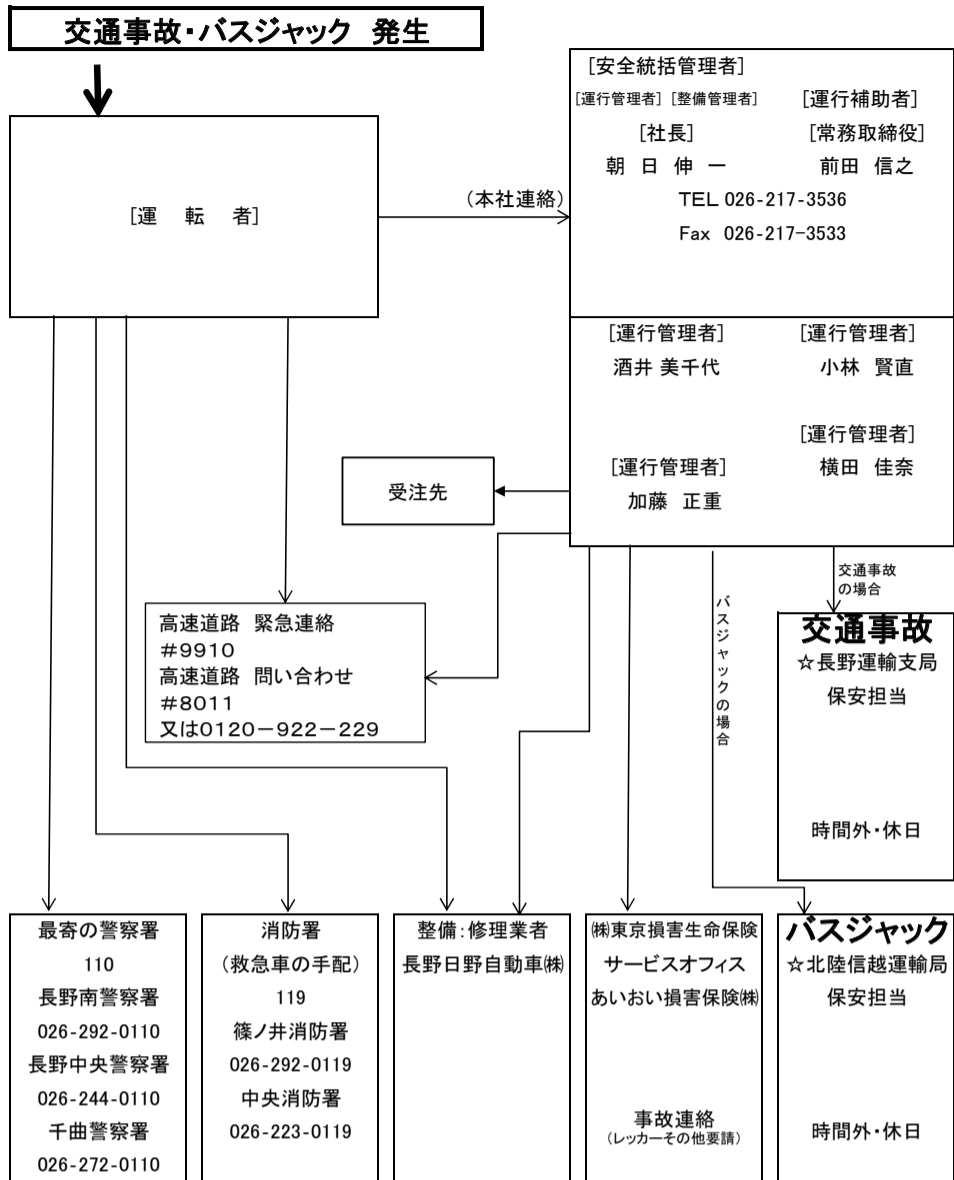 交通事故・バスジャック 発生
[安全統括管理者]
[運行管理者] [整備管理者] [運行補助者]
[社長] [常務取締役]
朝 日 伸 一 前田 信之
TEL 026-217-3536
Fax 026-217-3533
[運 転 者]
(本社連絡)
[運行管理者] [運行管理者]
酒井 美千代 小林 賢直
[運行管理者]
[運行管理者] 横田 佳奈
加藤 正重
受注先
交通事故
の場合
バスジャックの場合
高速道路 緊急連絡
#9910
高速道路 問い合わせ
#8011
又は0120-922-229
交通事故
☆長野運輸支局
保安担当
時間外・休日
最寄の警察署
110
長野南警察署
026-292-0110
長野中央警察署
026-244-0110
千曲警察署
026-272-0110
消防署
(救急車の手配)
119
篠ノ井消防署
026-292-0119
中央消防署
026-223-0119
整備:修理業者
長野日野自動車㈱
㈱東京損害生命保険
サービスオフィス
あいおい損害保険㈱
事故連絡
(レッカーその他要請)
バスジャック
☆北陸信越運輸局
保安担当
時間外・休日